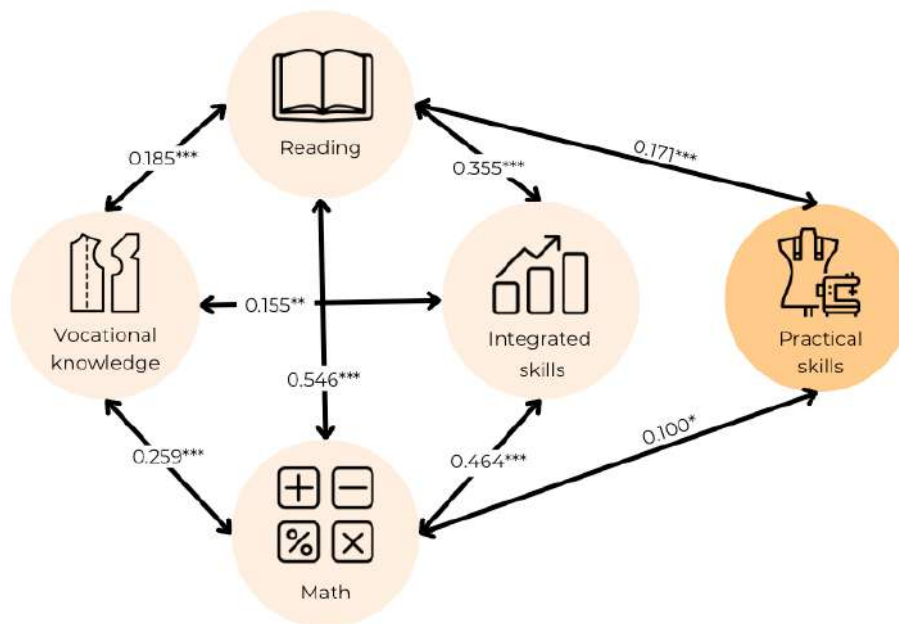 Reading
0.185***
0.355***
0.171***
Vocational
knowledge
0.155**
Integrated
skills
Practical
skills
0.546***
0.259***
0.464***
0.100*
Math